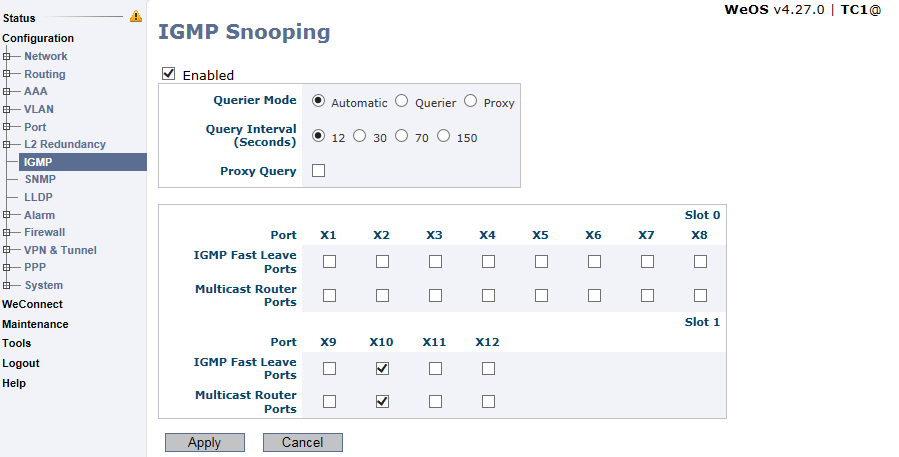 WeOS v4.27.0 | TC1@
Status
Configuration
Network
Routing
AAA
VLAN
Port
L2 Redundancy
IGMP
SNMP
LLDP
Alarm
Firewall
VPN & Tunnel
PPP
System
WeConnect
Maintenance
Tools
Logout
Help
IGMP Snooping
Enabled
Querier Mode Automatic Querier Proxy
Query Interval
(Seconds) 12 30 70 150
Proxy Query
Slot 0
Port X1 X2 X3 X4 X5 X6 X7 X8
IGMP Fast Leave
Ports
Multicast Router
Ports
Slot 1
Port X9 X10 X11 X12
IGMP Fast Leave
Ports
Multicast Router
Ports
Apply Cancel